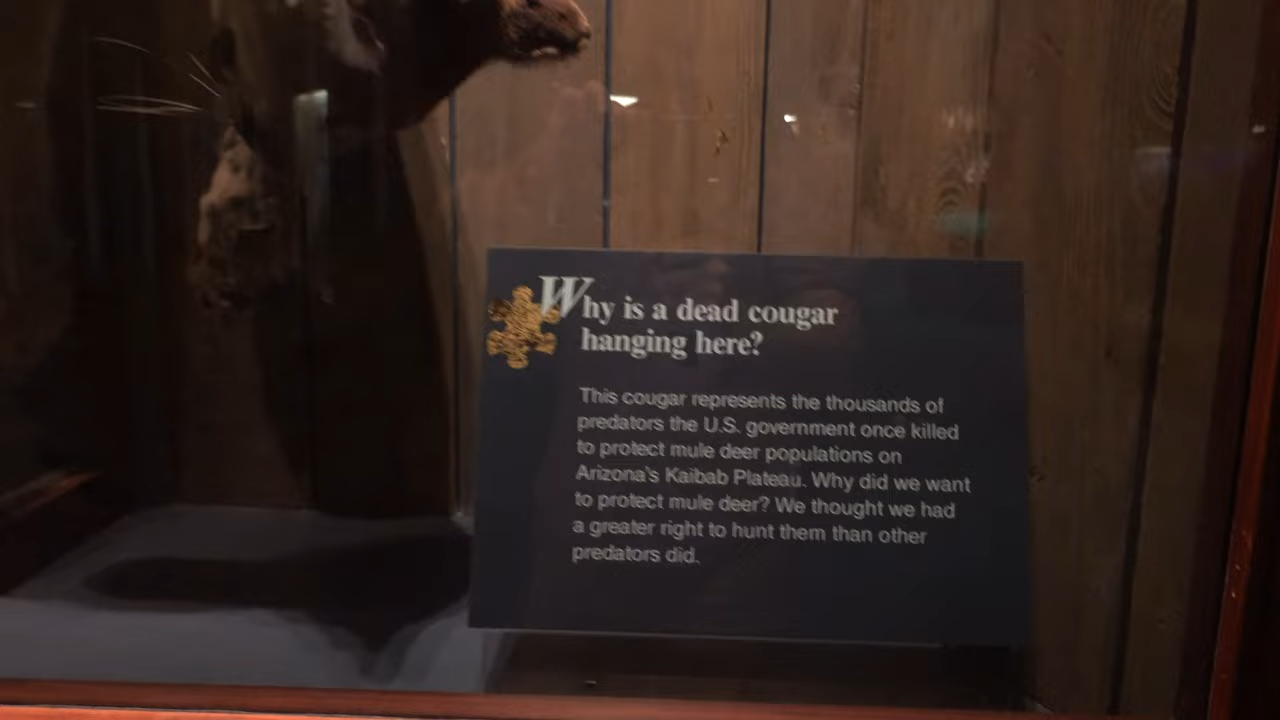 Why is a dead cougar
hanging here?
This cougar represents the thousands of
predators the U.S. government once killed
to protect mule deer populations on
Arizona's Kaibab Plateau. Why did we want
to protect mule deer? We thought we had
a greater right to hunt them than other
predators did.